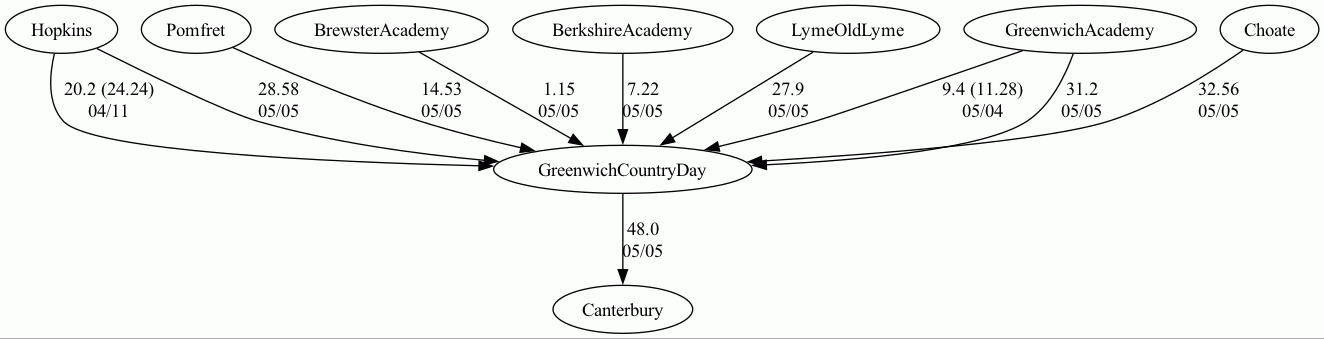 Hopkins
Pomfret
BrewsterAcademy
BerkshireAcademy
LymeOldLyme
GreenwichAcademy
Choate
20.2 (24.24)
04/11
28.58
05/05
14.53
05/05
1.15
05/05
7.22
05/05
27.9
05/05
9.4 (11.28)
05/04
31.2
05/05
32.56
05/05
GreenwichCountryDay
48.0
05/05
Canterbury